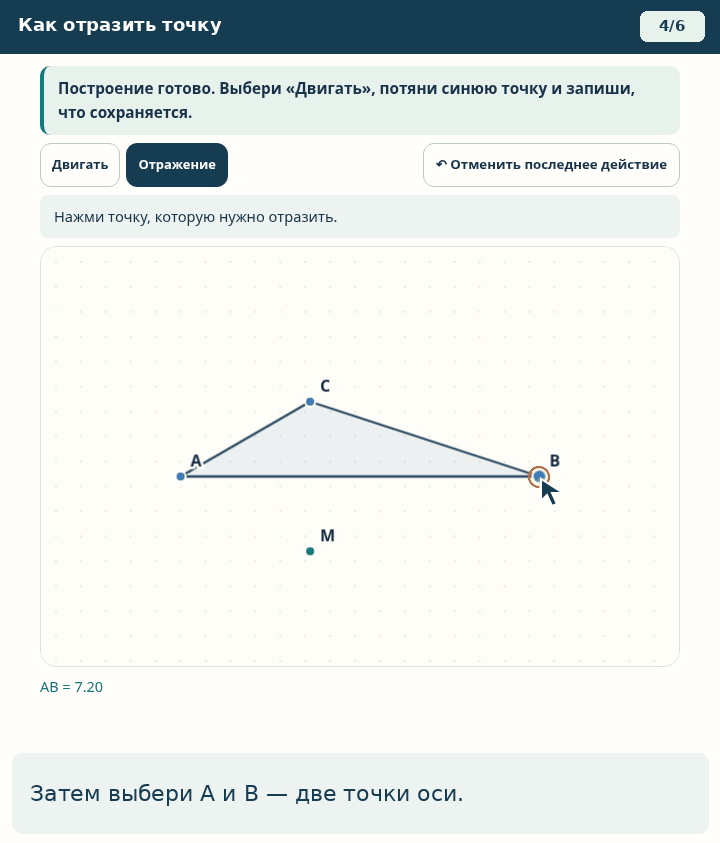 Как отразить точку
4/6
Построение готово. Выбери «Двигать», потяни синюю точку и запиши,
что сохраняется.
Двигать
Отражение
↶ Отменить последнее действие
Нажми точку, которую нужно отразить.
C
A
B
M
AB = 7.20
Затем выбери A и B — две точки оси.